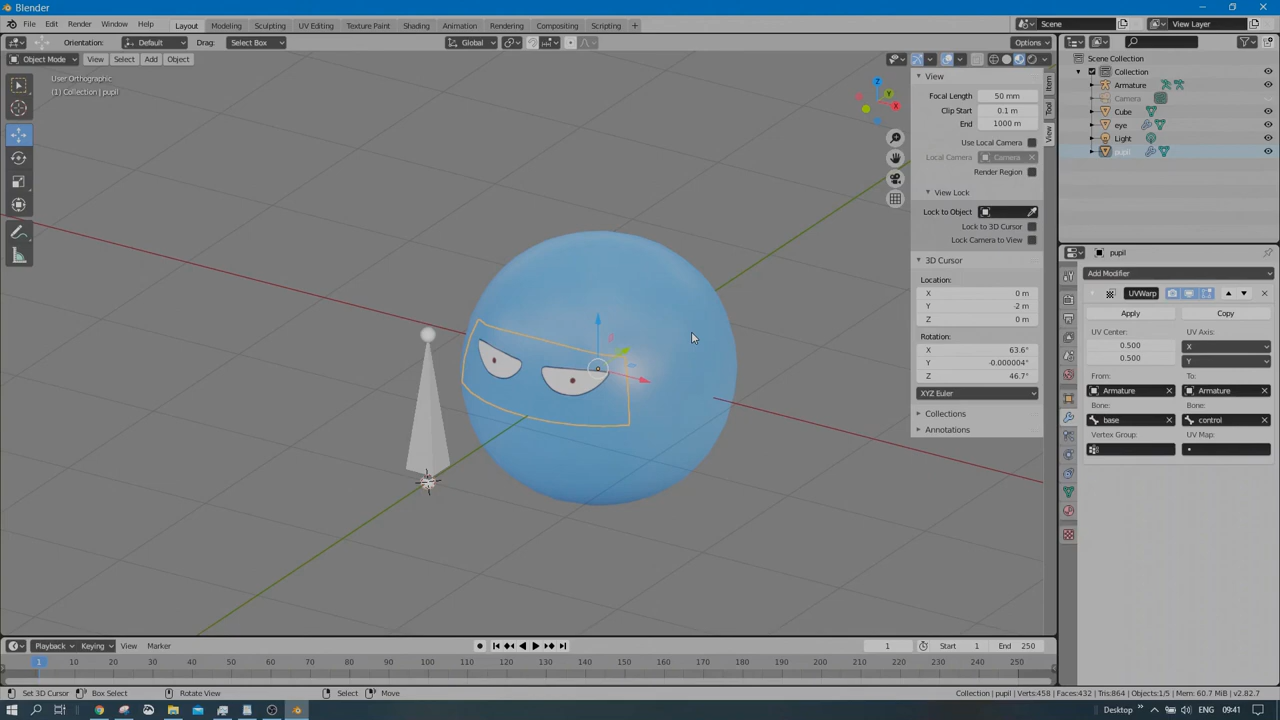 Blender
File Edit Render Window Help Layout Modeling Sculpting UV Editing Texture Paint Shading Animation Rendering Compositing Scripting + Scene View Layer
Orientation: Default Drag: Select Box Global Options
Object Mode View Select Add Object
User Orthographic
(1) Collection | pupil
Z
Y
X
View
Focal Length 50 mm
Clip Start 0.1 m
End 1000 m
Use Local Camera
Local Camera Camera
Render Region
View Lock
Lock to Object
Lock to 3D Cursor
Lock Camera to View
3D Cursor
Location:
X 0 m
Y -2 m
Z 0 m
Rotation:
X 63.6°
Y -0.000004°
Z 46.7°
XYZ Euler
Collections
Annotations
Item
Tool
View
Scene Collection
Collection
Armature
Camera
Cube
eye
Light
pupil
pupil
Add Modifier
UVWarp
Apply Copy
UV Center: UV Axis:
0.500 X
0.500 Y
From: To:
Armature Armature
Bone: Bone:
base control
Vertex Group: UV Map:
Playback Keying View Marker 1 Start 1 End 250
1 10 20 30 40 50 60 70 80 90 100 110 120 130 140 150 160 170 180 190 200 210 220 230 240 250
Set 3D Cursor Box Select Rotate View Select Move Collection | pupil | Verts:458 | Faces:432 | Tris:864 | Objects:1/5 | Mem: 60.7 MiB | v2.82.7
Desktop ENG 09:41